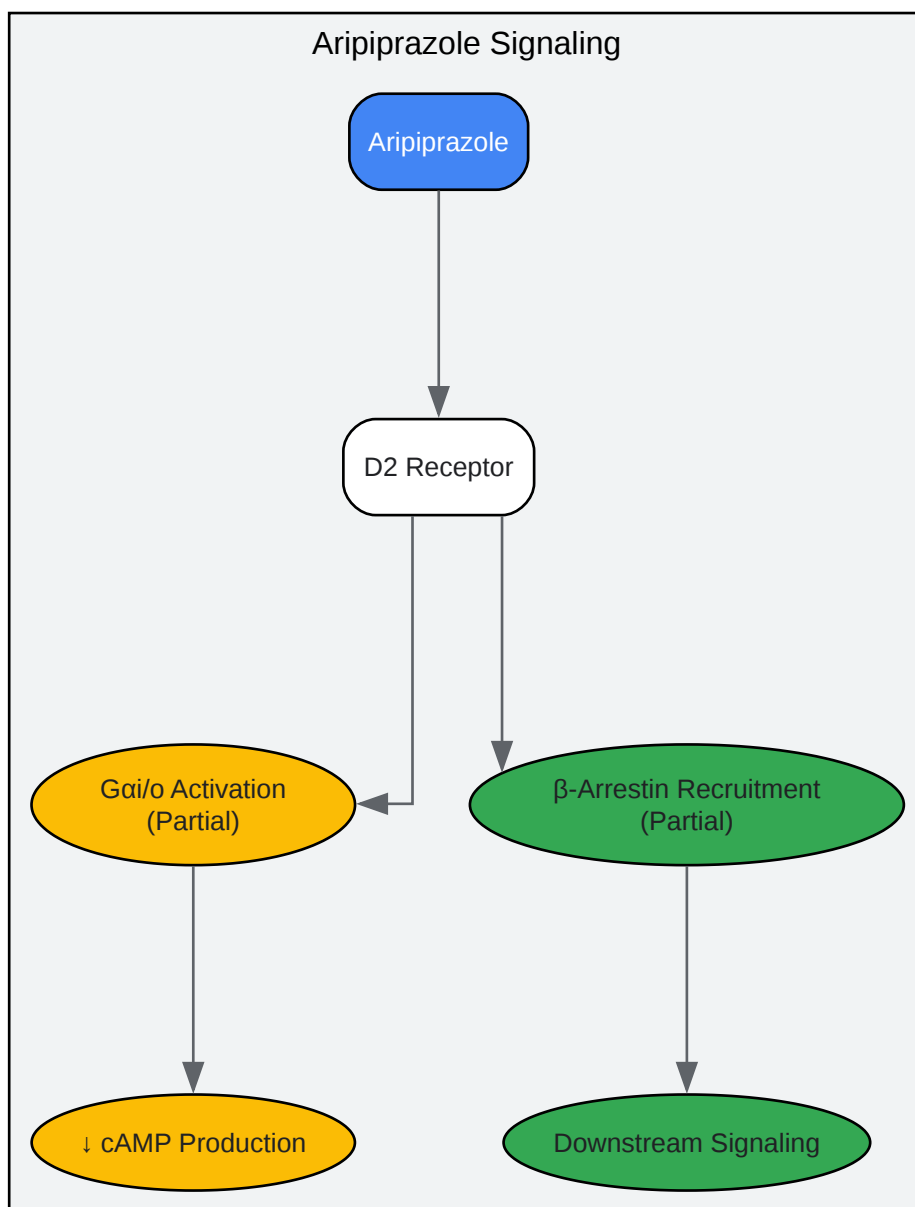 Aripiprazole Signaling
Aripiprazole
D2 Receptor
Gαi/o Activation
(Partial)
β-Arrestin Recruitment
(Partial)
↓ cAMP Production
Downstream Signaling